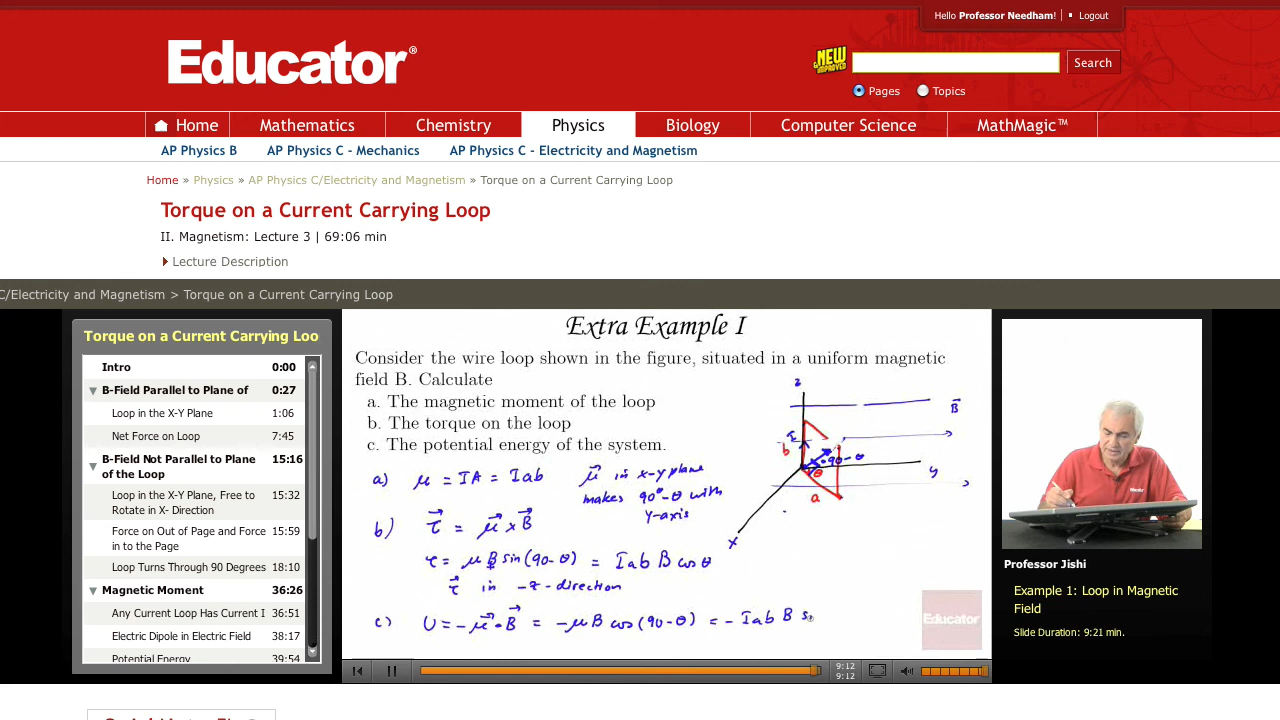 Hello Professor Needham! Logout
Educator®
NEW
& IMPROVED
Search
Pages Topics
Home Mathematics Chemistry Physics Biology Computer Science MathMagic™
AP Physics B AP Physics C - Mechanics AP Physics C - Electricity and Magnetism
Home » Physics » AP Physics C/Electricity and Magnetism » Torque on a Current Carrying Loop
Torque on a Current Carrying Loop
II. Magnetism: Lecture 3 | 69:06 min
Lecture Description
C/Electricity and Magnetism > Torque on a Current Carrying Loop
Torque on a Current Carrying Loo
Intro 0:00
B-Field Parallel to Plane of 0:27
Loop in the X-Y Plane 1:06
Net Force on Loop 7:45
B-Field Not Parallel to Plane 15:16
of the Loop
Loop in the X-Y Plane, Free to 15:32
Rotate in X- Direction
Force on Out of Page and Force 15:59
in to the Page
Loop Turns Through 90 Degrees 18:10
Magnetic Moment 36:26
Any Current Loop Has Current I 36:51
Electric Dipole in Electric Field 38:17
Potential Energy 39:54
Extra Example I
Consider the wire loop shown in the figure, situated in a uniform magnetic
field B. Calculate
a. The magnetic moment of the loop
b. The torque on the loop
c. The potential energy of the system.
z
B⃗
b
90-θ
θ
y
a
x
a) μ = IA = Iab μ⃗ in x-y plane
makes 90°-θ with
y-axis
b) τ⃗ = μ⃗ x B⃗
τ = μ B sin(90-θ) = Iab B cos θ
τ⃗ in -z-direction
c) U = -μ⃗ • B⃗ = -μB cos(90-θ) = - Iab B s
Educator
9:12
9:12
Professor Jishi
Example 1: Loop in Magnetic
Field
Slide Duration: 9:21 min.